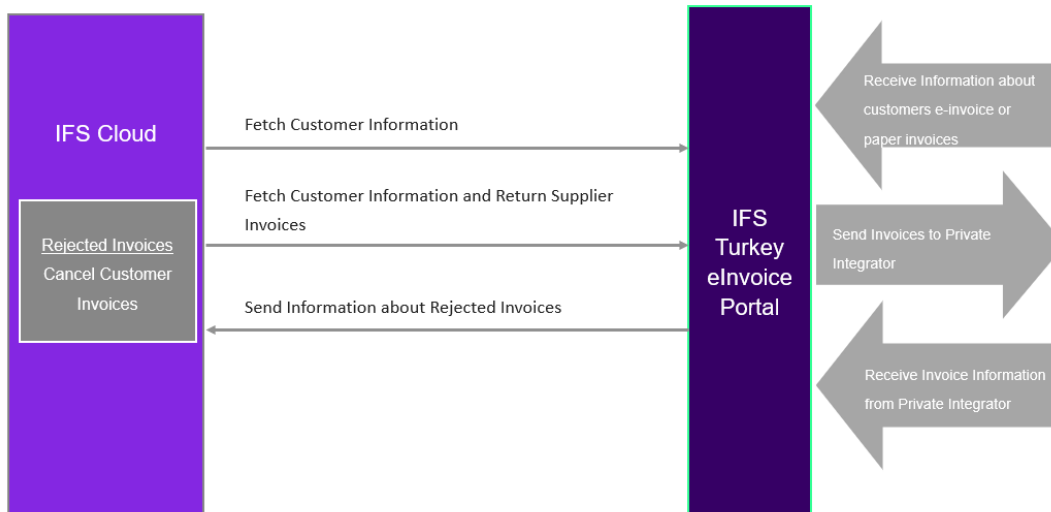 IFS Cloud
Rejected Invoices
Cancel Customer
Invoices
Fetch Customer Information
Fetch Customer Information and Return Supplier
Invoices
Send Information about Rejected Invoices
IFS
Turkey
eInvoice
Portal
Receive Information about
customers e-invoice or
paper invoices
Send Invoices to Private
Integrator
Receive Invoice Information
from Private Integrator